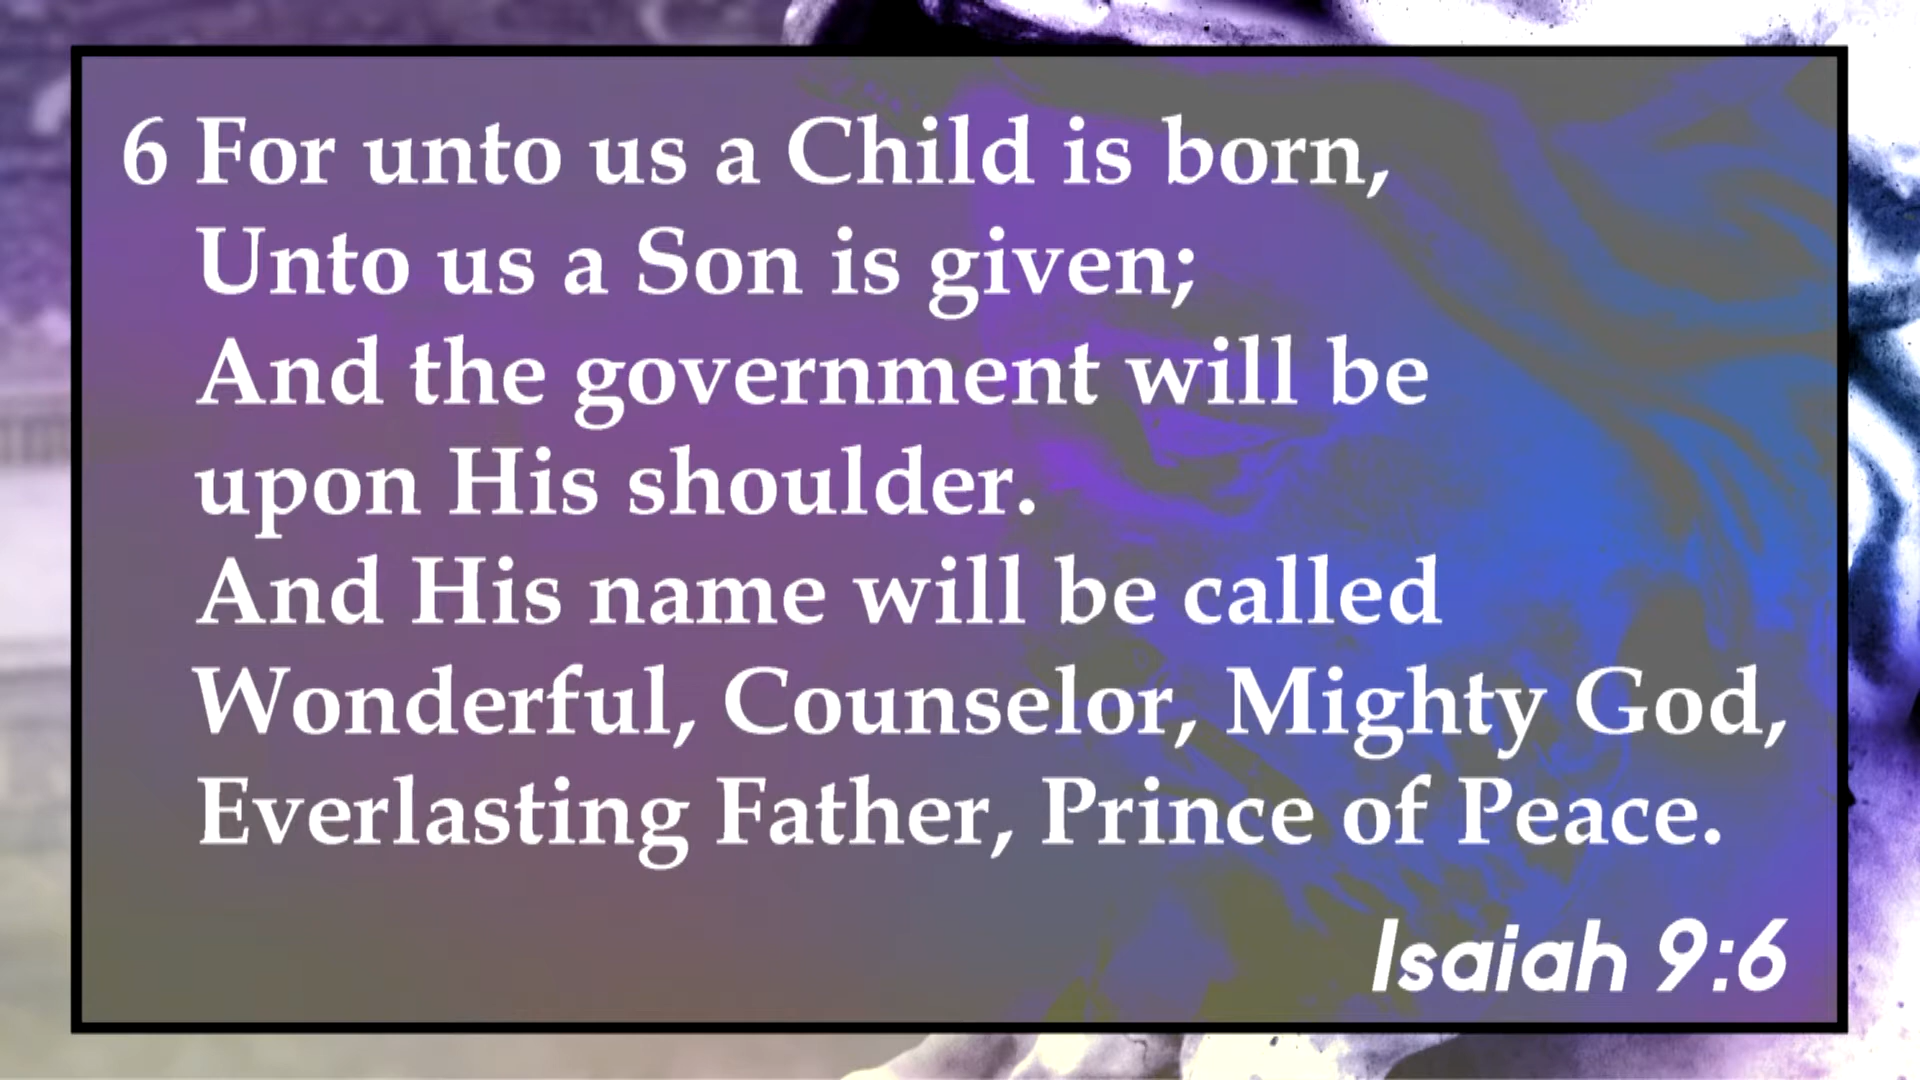 6 For unto us a Child is born,
Unto us a Son is given;
And the government will be
upon His shoulder.
And His name will be called
Wonderful, Counselor, Mighty God,
Everlasting Father, Prince of Peace.
Isaiah 9:6